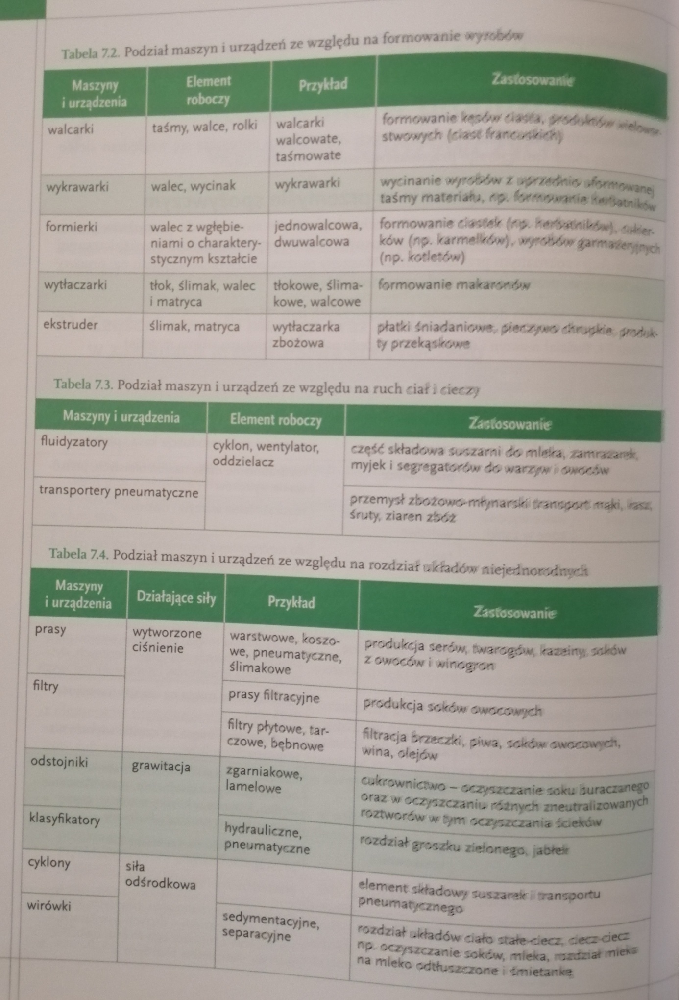 Tabela 7.2. Podział maszyn i urządzeń ze względu na formowanie wyrobów
Maszyny
i urządzenia
Element
roboczy
Przykład
Zastosowanie
walcarki
taśmy, walce, rolki
walcarki
walcowate,
taśmowate
formowanie kęsów ciasta, produktów wielowar-
stwowych (ciast francuskich)
wykrawarki
walec, wycinak
wykrawarki
wycinanie wyrobów z uprzednio uformowanej
taśmy materiału, np. formowanie herbatników
formierki
walec z wgłębie-
niami o charaktery-
stycznym kształcie
jednowalcowa,
dwuwalcowa
formowanie ciastek (np. herbatników), cukier-
ków (np. karmelków), wyrobów garmażeryjnych
(np. kotletów)
wytłaczarki
tłok, ślimak, walec
i matryca
tłokowe, ślima-
kowe, walcowe
formowanie makaronów
ekstruder
ślimak, matryca
wytłaczarka
zbożowa
płatki śniadaniowe, pieczywo chrupkie, produk-
ty przekąskowe
Tabela 7.3. Podział maszyn i urządzeń ze względu na ruch ciał i cieczy
Maszyny i urządzenia
Element roboczy
Zastosowanie
fluidyzatory
cyklon, wentylator,
oddzielacz
część składowa suszarni do mleka, zamrażarek,
myjek i segregatorów do warzyw i owoców
transportery pneumatyczne
przemysł zbożowo-młynarski transport mąki, kasz,
śruty, ziaren zbóż
Tabela 7.4. Podział maszyn i urządzeń ze względu na rozdział układów niejednorodnych
Maszyny
i urządzenia
Działające siły
Przykład
Zastosowanie
prasy
wytworzone
ciśnienie
warstwowe, koszo-
we, pneumatyczne,
ślimakowe
produkcja serów, twarogów, kazeiny, soków
z owoców i winogron
filtry
prasy filtracyjne
produkcja soków owocowych
filtry płytowe, tar-
czowe, bębnowe
filtracja brzeczki, piwa, soków owocowych,
wina, olejów
odstojniki
grawitacja
zgarniakowe,
lamelowe
cukrownictwo – oczyszczanie soku buraczanego
oraz w oczyszczaniu różnych zneutralizowanych
roztworów w tym oczyszczania ścieków
klasyfikatory
hydrauliczne,
pneumatyczne
rozdział groszku zielonego, jabłek
cyklony
siła
odśrodkowa
element składowy suszarek i transportu
pneumatycznego
wirówki
sedymentacyjne,
separacyjne
rozdział układów ciało stałe-ciecz, ciecz-ciecz
np. oczyszczanie soków, mleka, rozdział mleka
na mleko odtłuszczone i śmietankę